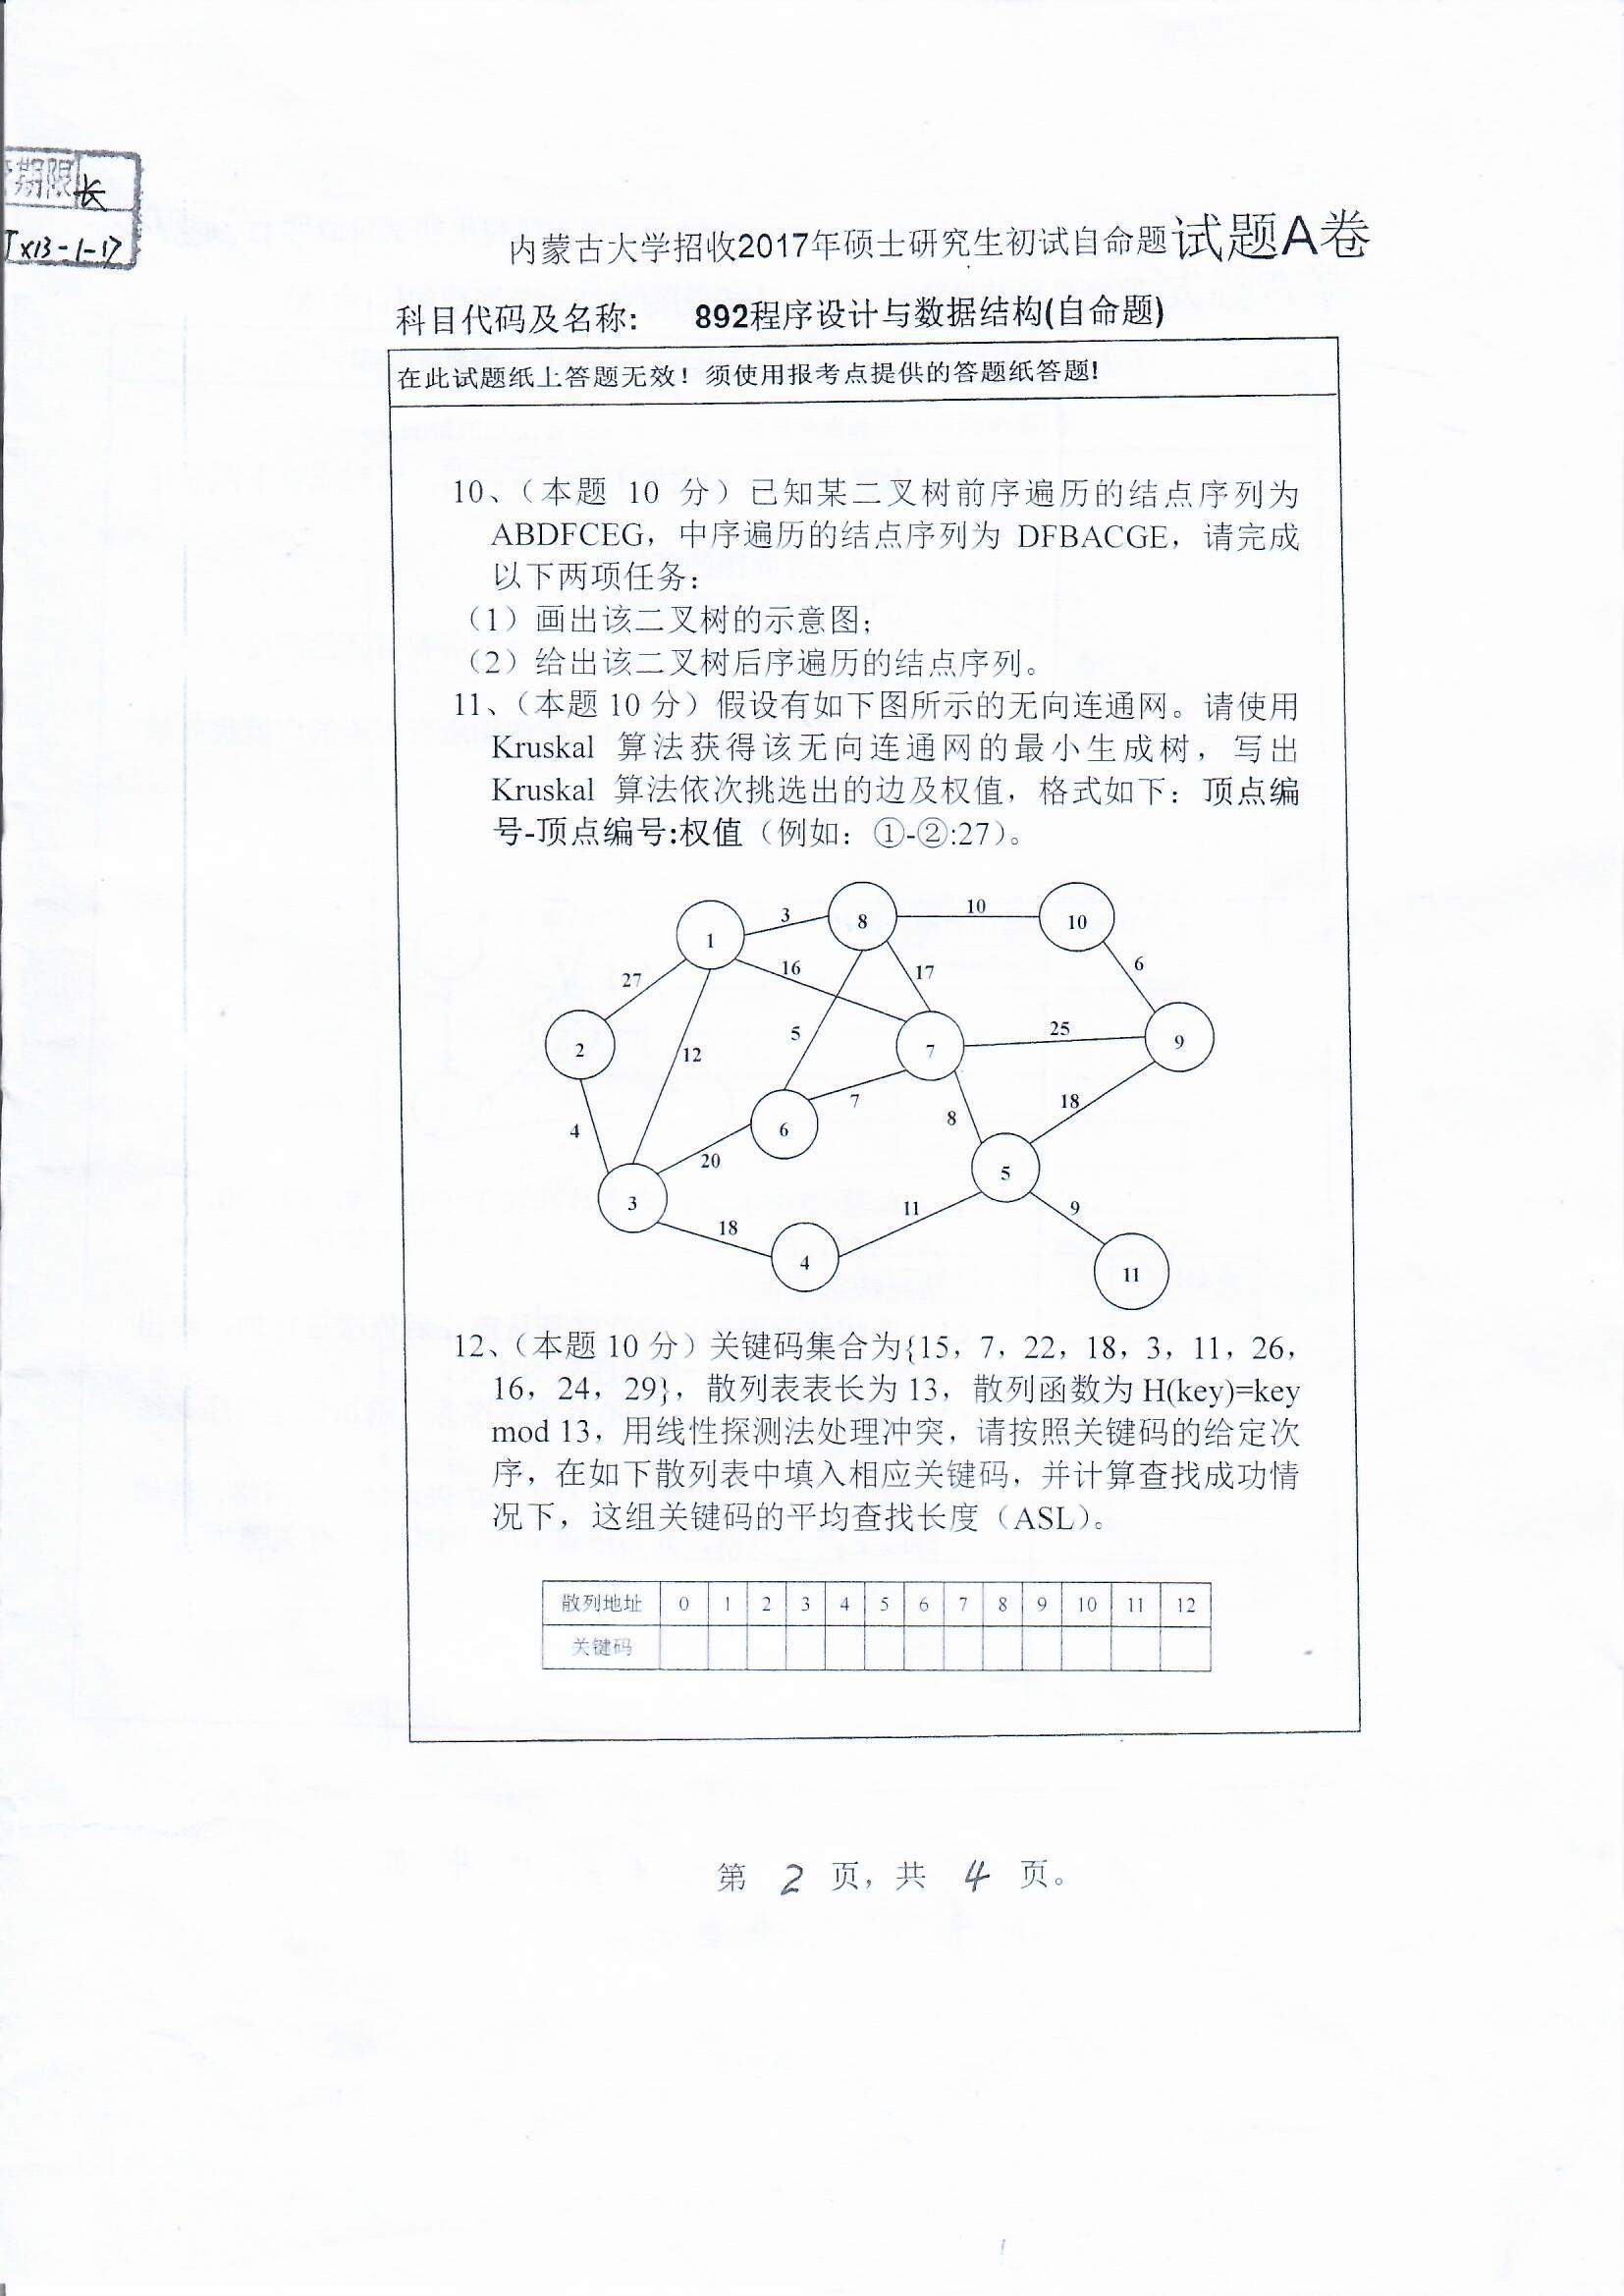 期限 长
TX13-1-17
内蒙古大学招收2017年硕士研究生初试自命题试题A卷
科目代码及名称： 892程序设计与数据结构(自命题)
在此试题纸上答题无效！须使用报考点提供的答题纸答题!
10、（本题 10 分）已知某二叉树前序遍历的结点序列为
ABDFCEG，中序遍历的结点序列为 DFBACGE，请完成
以下两项任务：
（1）画出该二叉树的示意图；
（2）给出该二叉树后序遍历的结点序列。
11、（本题 10 分）假设有如下图所示的无向连通网。请使用
Kruskal 算法获得该无向连通网的最小生成树，写出
Kruskal 算法依次挑选出的边及权值，格式如下：顶点编
号-顶点编号:权值（例如：①-②:27）。
3 10
1 8 10
27 16 17 6
2 12 5 7 25 9
4 6 7 8 18
20 5
3 18 11 9
4 11
12、（本题 10 分）关键码集合为{15，7，22，18，3，11，26，
16，24，29}，散列表表长为 13，散列函数为 H(key)=key
mod 13，用线性探测法处理冲突，请按照关键码的给定次
序，在如下散列表中填入相应关键码，并计算查找成功情
况下，这组关键码的平均查找长度（ASL）。
散列地址 0 1 2 3 4 5 6 7 8 9 10 11 12
关键码
第 2 页，共 4 页。